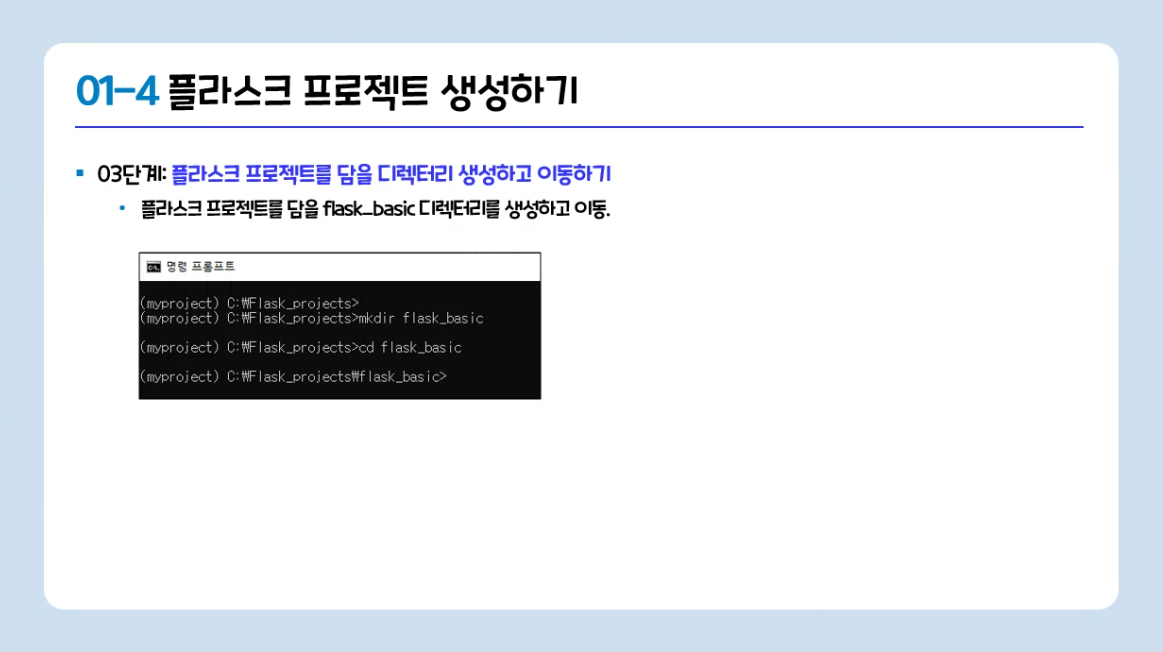 01-4 플라스크 프로젝트 생성하기
03단계: 플라스크 프로젝트를 담을 디렉터리 생성하고 이동하기
플라스크 프로젝트를 담을 flask_basic 디렉터리를 생성하고 이동.
명령 프롬프트
(myproject) C:₩Flask_projects>
(myproject) C:₩Flask_projects>mkdir flask_basic
(myproject) C:₩Flask_projects>cd flask_basic
(myproject) C:₩Flask_projects₩flask_basic>